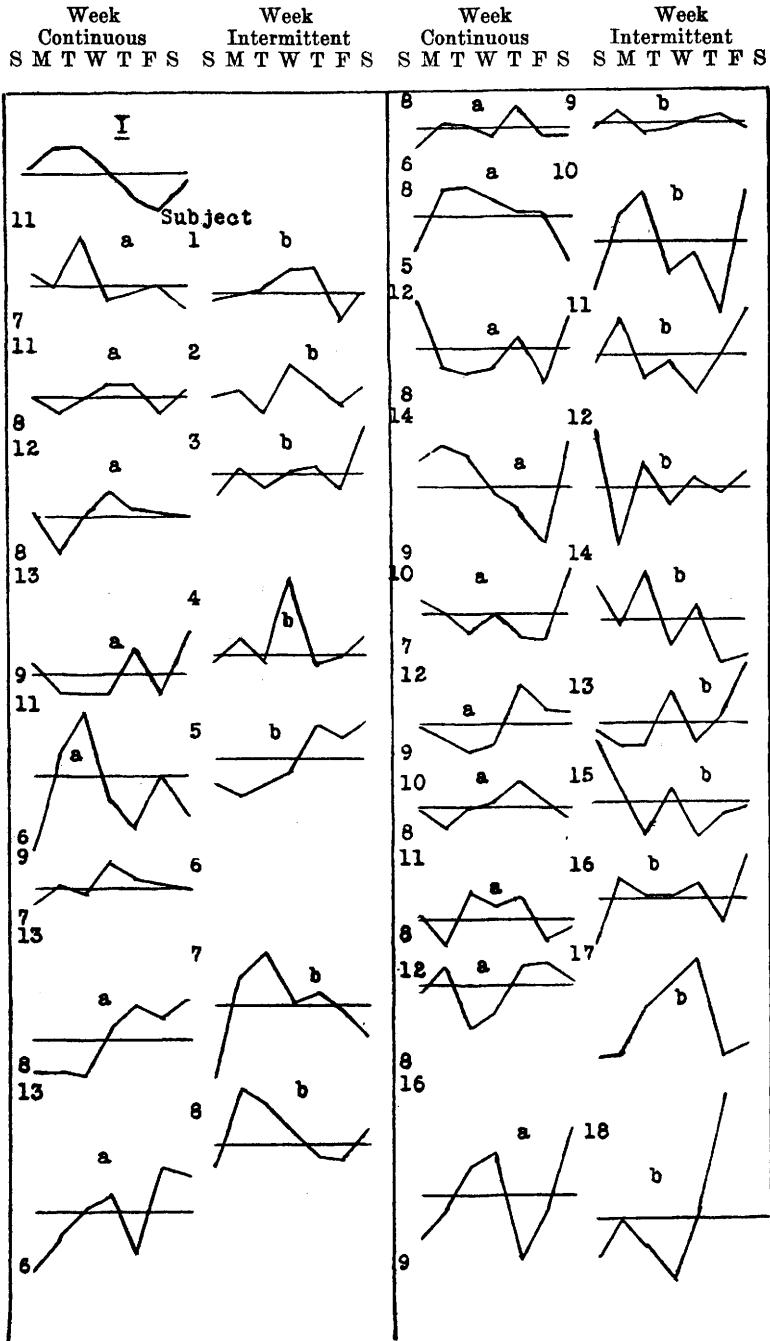 Week
Continuous
S M T W T F S
Week
Intermittent
S M T W T F S
I
11
Subject
a 1 b
7
11
a 2 b
8
12
3 b
a
8
13
4
b
a
9
11
5 b
a
6
9
6
7
13
7
b
a
8
13
8 b
a
6
Week
Continuous
S M T W T F S
Week
Intermittent
S M T W T F S
8 a 9 b
6
a 10
8 b
5
12
11
a b
8
14 12
a b
9
14
10 a b
7
12
13 b
a
9
15
10 a b
8
11
16 b
a
8
17
12 a
b
8
16
a 18
b
9